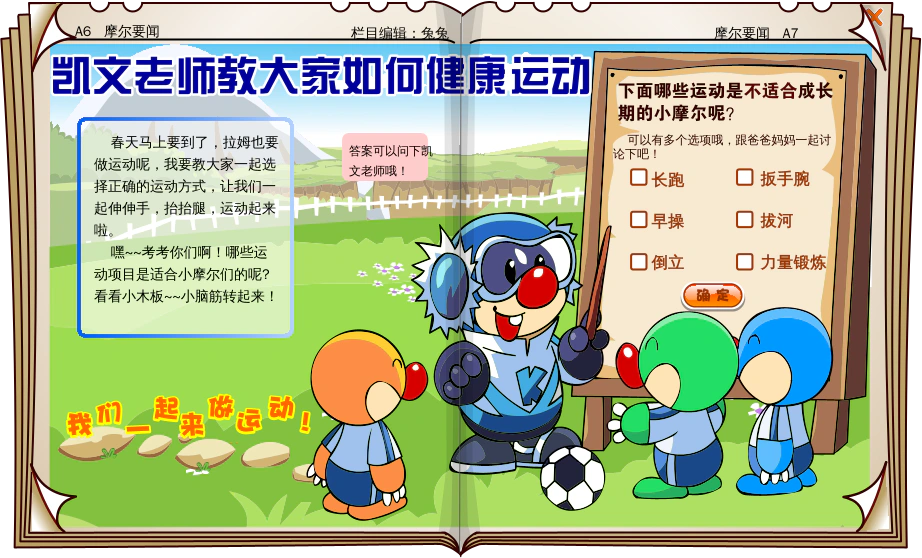 A6 摩尔要闻
栏目编辑：兔兔
摩尔要闻 A7
凯文老师教大家如何健康运动
春天马上要到了，拉姆也要
做运动呢，我要教大家一起选
择正确的运动方式，让我们一
起伸伸手，抬抬腿，运动起来
啦。
嘿~~考考你们啊！哪些运
动项目是适合小摩尔们的呢?
看看小木板~~小脑筋转起来！
答案可以问下凯
文老师哦！
下面哪些运动是不适合成长
期的小摩尔呢?
可以有多个选项哦，跟爸爸妈妈一起讨
论下吧！
长跑 扳手腕
早操 拔河
倒立 力量锻炼
确 定
我们一起来做运动！
K